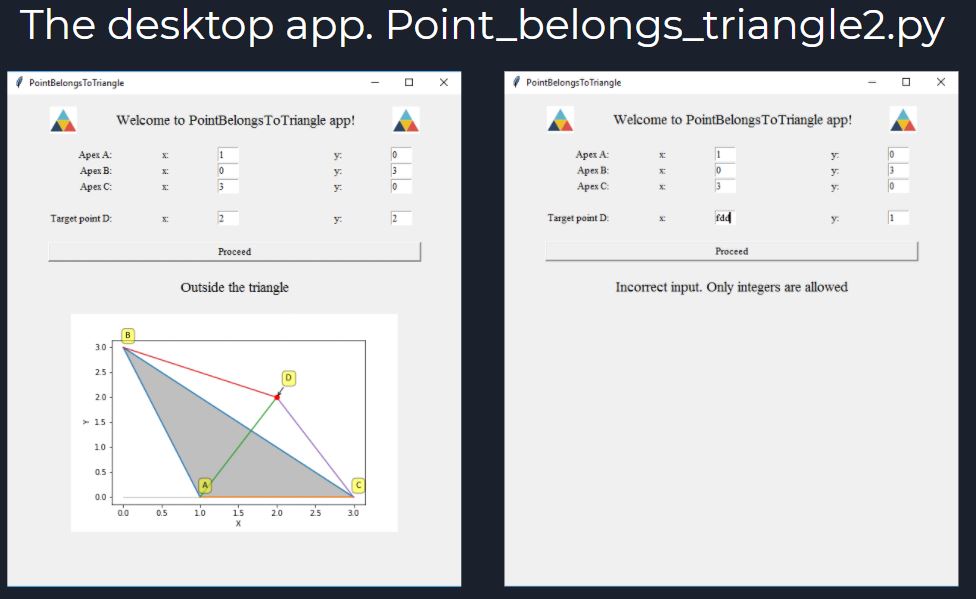 The desktop app. Point_belongs_triangle2.py
PointBelongsToTriangle
Welcome to PointBelongsToTriangle app!
Apex A: x: 1 y: 0
Apex B: x: 0 y: 3
Apex C: x: 3 y: 0
Target point D: x: 2 y: 2
Proceed
Outside the triangle
B
3.0
D
2.5
2.0
Y
1.5
1.0
0.5
A
C
0.0
0.0 0.5 1.0 1.5 2.0 2.5 3.0
X
PointBelongsToTriangle
Welcome to PointBelongsToTriangle app!
Apex A: x: 1 y: 0
Apex B: x: 0 y: 3
Apex C: x: 3 y: 0
Target point D: x: fdd y: 1
Proceed
Incorrect input. Only integers are allowed